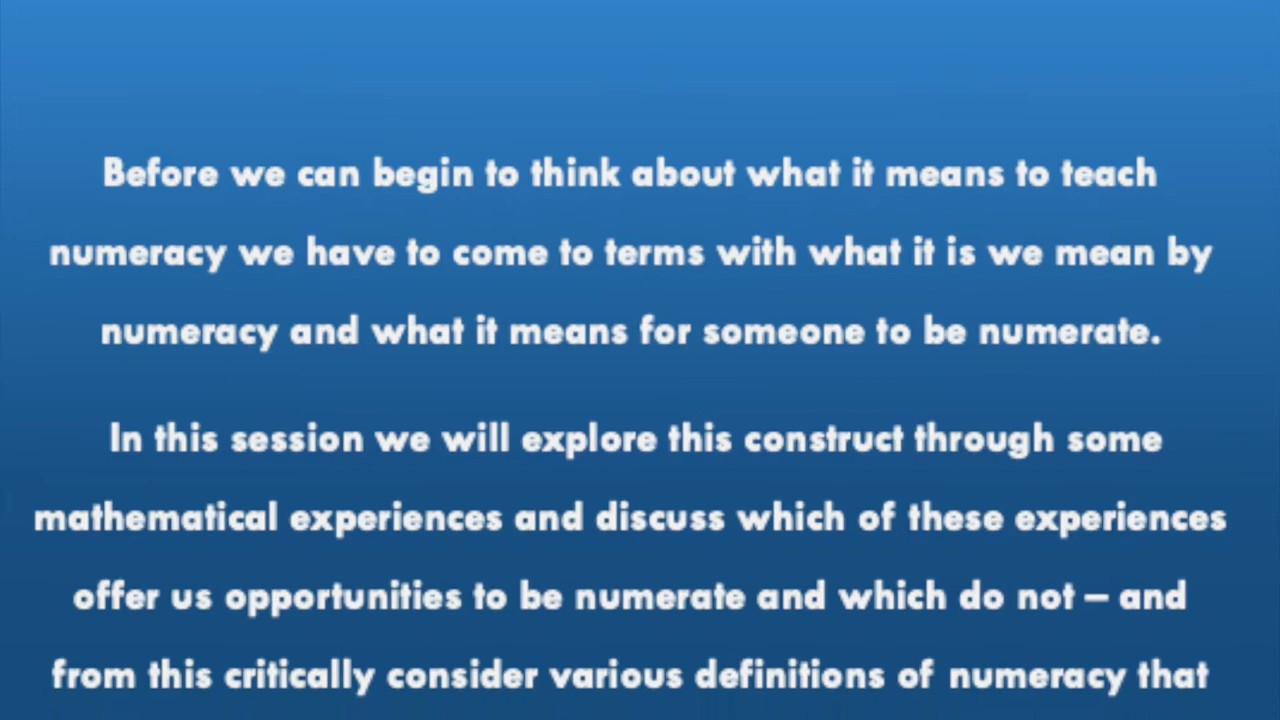 Before we can begin to think about what it means to teach
numeracy we have to come to terms with what it is we mean by
numeracy and what it means for someone to be numerate.
In this session we will explore this construct through some
mathematical experiences and discuss which of these experiences
offer us opportunities to be numerate and which do not – and
from this critically consider various definitions of numeracy that